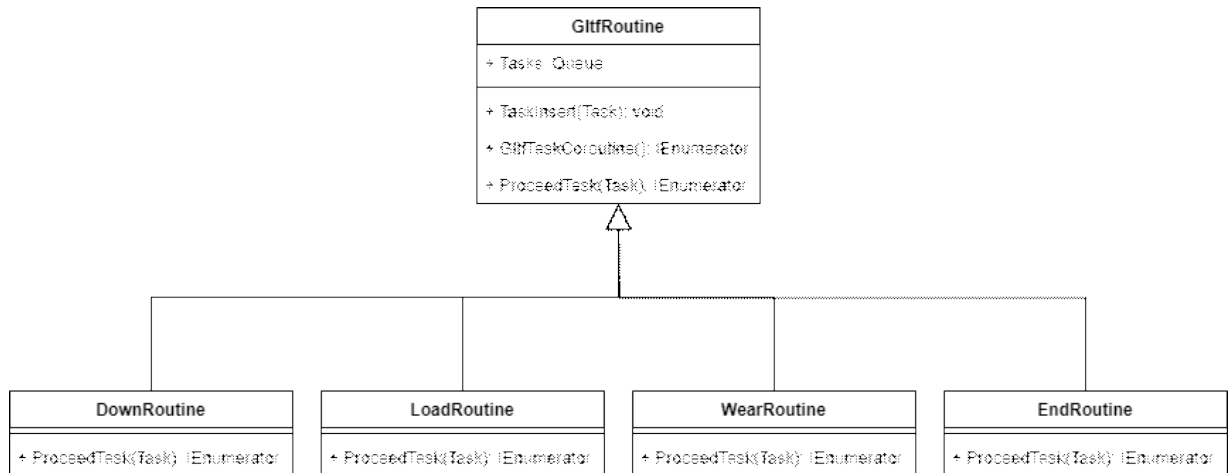 GltfRoutine
+ Tasks: Queue
+ TaskInsert(Task): void
+ GltfTaskCoroutine(): IEnumerator
+ ProceedTask(Task): IEnumerator
DownRoutine
LoadRoutine
WearRoutine
EndRoutine
+ ProceedTask(Task): IEnumerator
+ ProceedTask(Task): IEnumerator
+ ProceedTask(Task): IEnumerator
+ ProceedTask(Task): IEnumerator